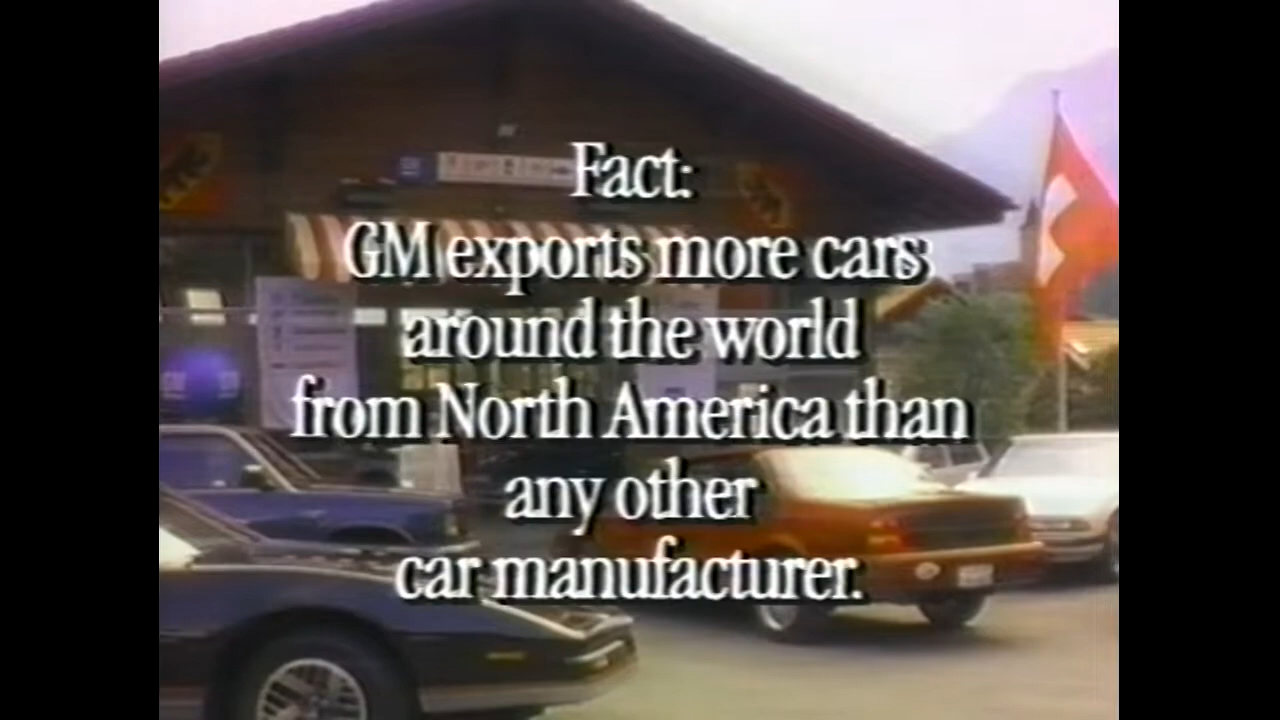 Fact:
GM exports more cars
around the world
from North America than
any other
car manufacturer.